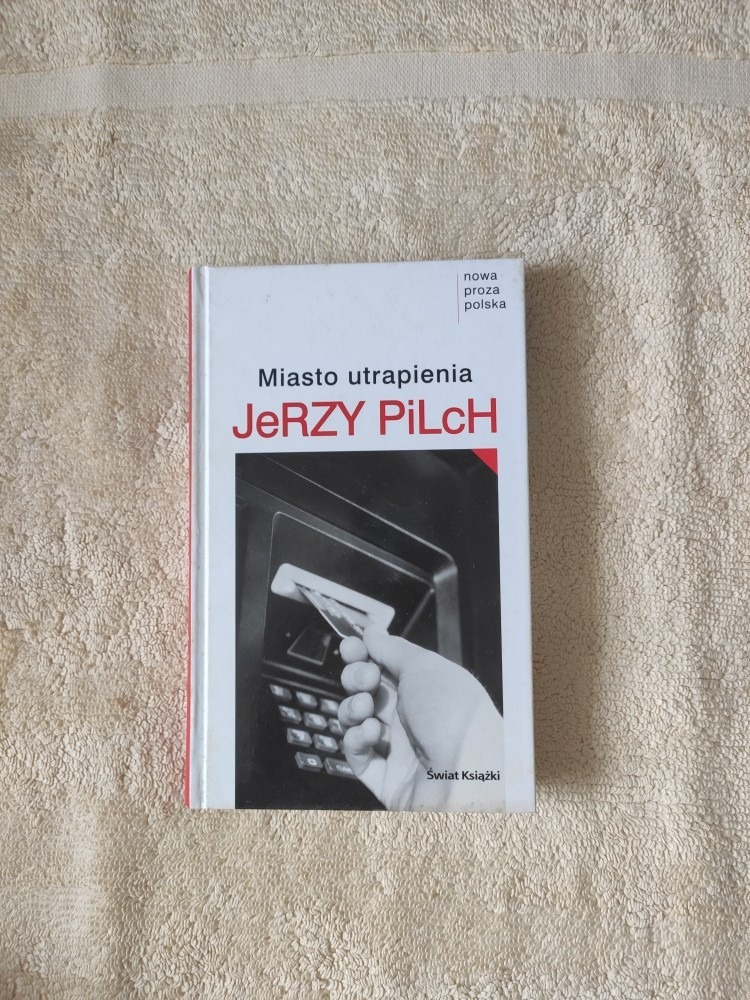 nowa
proza
polska
Miasto utrapienia
JeRZY PiLcH
Świat Książki